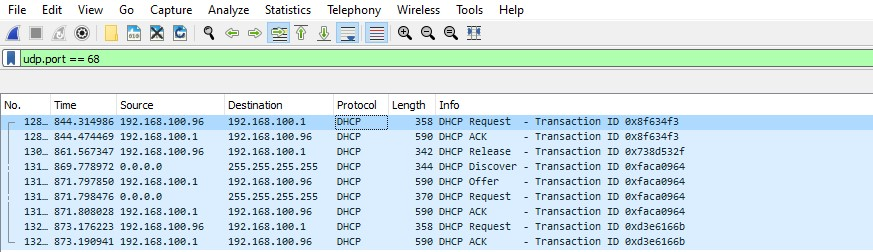 File Edit View Go Capture Analyze Statistics Telephony Wireless Tools Help
udp.port == 68
No. Time Source Destination Protocol Length Info
128… 844.314986 192.168.100.96 192.168.100.1 DHCP 358 DHCP Request - Transaction ID 0x8f634f3
128… 844.474469 192.168.100.1 192.168.100.96 DHCP 590 DHCP ACK - Transaction ID 0x8f634f3
130… 861.567347 192.168.100.96 192.168.100.1 DHCP 342 DHCP Release - Transaction ID 0x738d532f
131… 869.778972 0.0.0.0 255.255.255.255 DHCP 344 DHCP Discover - Transaction ID 0xfaca0964
131… 871.797850 192.168.100.1 192.168.100.96 DHCP 590 DHCP Offer - Transaction ID 0xfaca0964
131… 871.798476 0.0.0.0 255.255.255.255 DHCP 370 DHCP Request - Transaction ID 0xfaca0964
131… 871.808028 192.168.100.1 192.168.100.96 DHCP 590 DHCP ACK - Transaction ID 0xfaca0964
132… 873.176223 192.168.100.96 192.168.100.1 DHCP 358 DHCP Request - Transaction ID 0xd3e6166b
132… 873.190941 192.168.100.1 192.168.100.96 DHCP 590 DHCP ACK - Transaction ID 0xd3e6166b